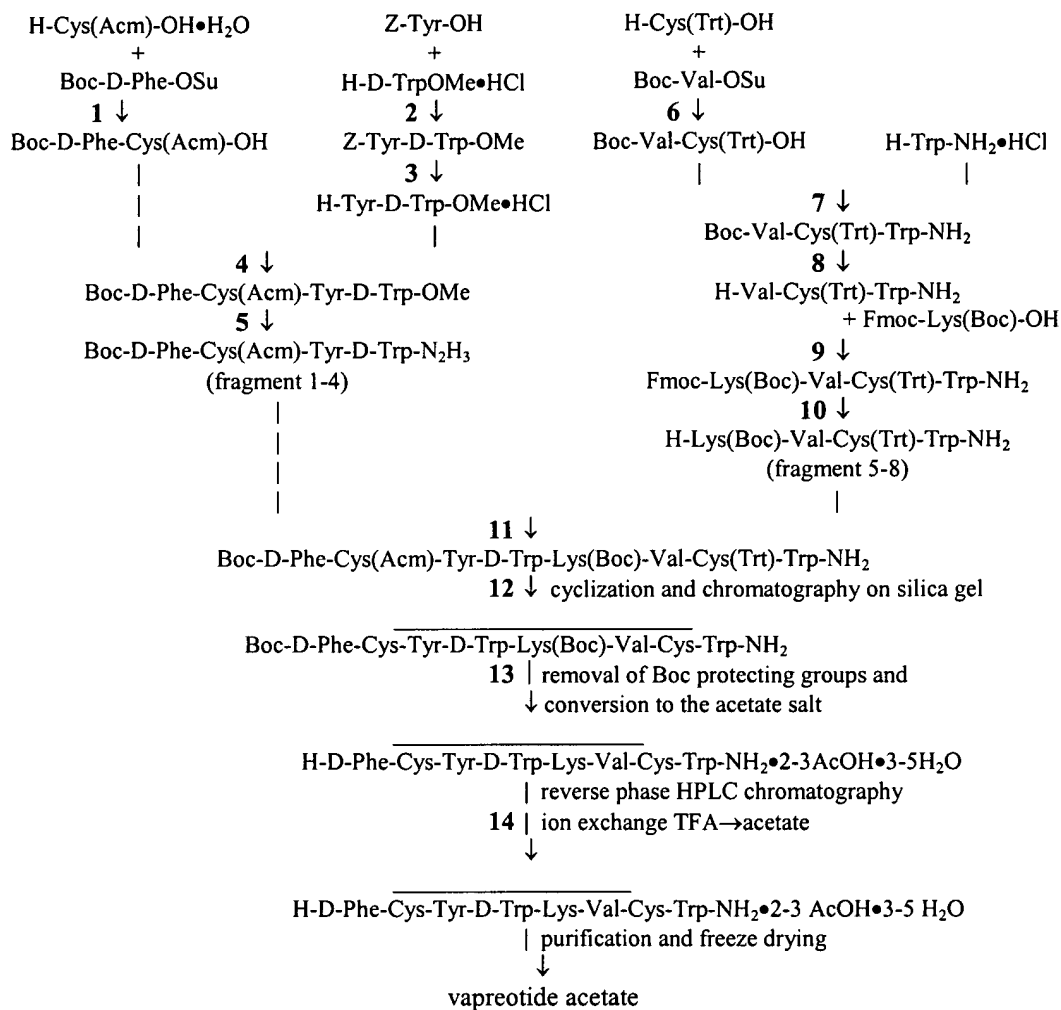 H-Cys(Acm)-OH•H₂O Z-Tyr-OH H-Cys(Trt)-OH
+ + +
Boc-D-Phe-OSu H-D-TrpOMe•HCl Boc-Val-OSu
1 ↓ 2 ↓ 6 ↓
Boc-D-Phe-Cys(Acm)-OH Z-Tyr-D-Trp-OMe Boc-Val-Cys(Trt)-OH H-Trp-NH₂•HCl
3 ↓
H-Tyr-D-Trp-OMe•HCl
7 ↓
Boc-Val-Cys(Trt)-Trp-NH₂
4 ↓ 8 ↓
Boc-D-Phe-Cys(Acm)-Tyr-D-Trp-OMe H-Val-Cys(Trt)-Trp-NH₂
5 ↓ + Fmoc-Lys(Boc)-OH
Boc-D-Phe-Cys(Acm)-Tyr-D-Trp-N₂H₃ 9 ↓
(fragment 1-4) Fmoc-Lys(Boc)-Val-Cys(Trt)-Trp-NH₂
10 ↓
H-Lys(Boc)-Val-Cys(Trt)-Trp-NH₂
(fragment 5-8)
11 ↓
Boc-D-Phe-Cys(Acm)-Tyr-D-Trp-Lys(Boc)-Val-Cys(Trt)-Trp-NH₂
12 ↓ cyclization and chromatography on silica gel
Boc-D-Phe-Cys-Tyr-D-Trp-Lys(Boc)-Val-Cys-Trp-NH₂
13 | removal of Boc protecting groups and
↓ conversion to the acetate salt
H-D-Phe-Cys-Tyr-D-Trp-Lys-Val-Cys-Trp-NH₂•2-3AcOH•3-5H₂O
| reverse phase HPLC chromatography
14 | ion exchange TFA→acetate
↓
H-D-Phe-Cys-Tyr-D-Trp-Lys-Val-Cys-Trp-NH₂•2-3 AcOH•3-5 H₂O
| purification and freeze drying
↓
vapreotide acetate